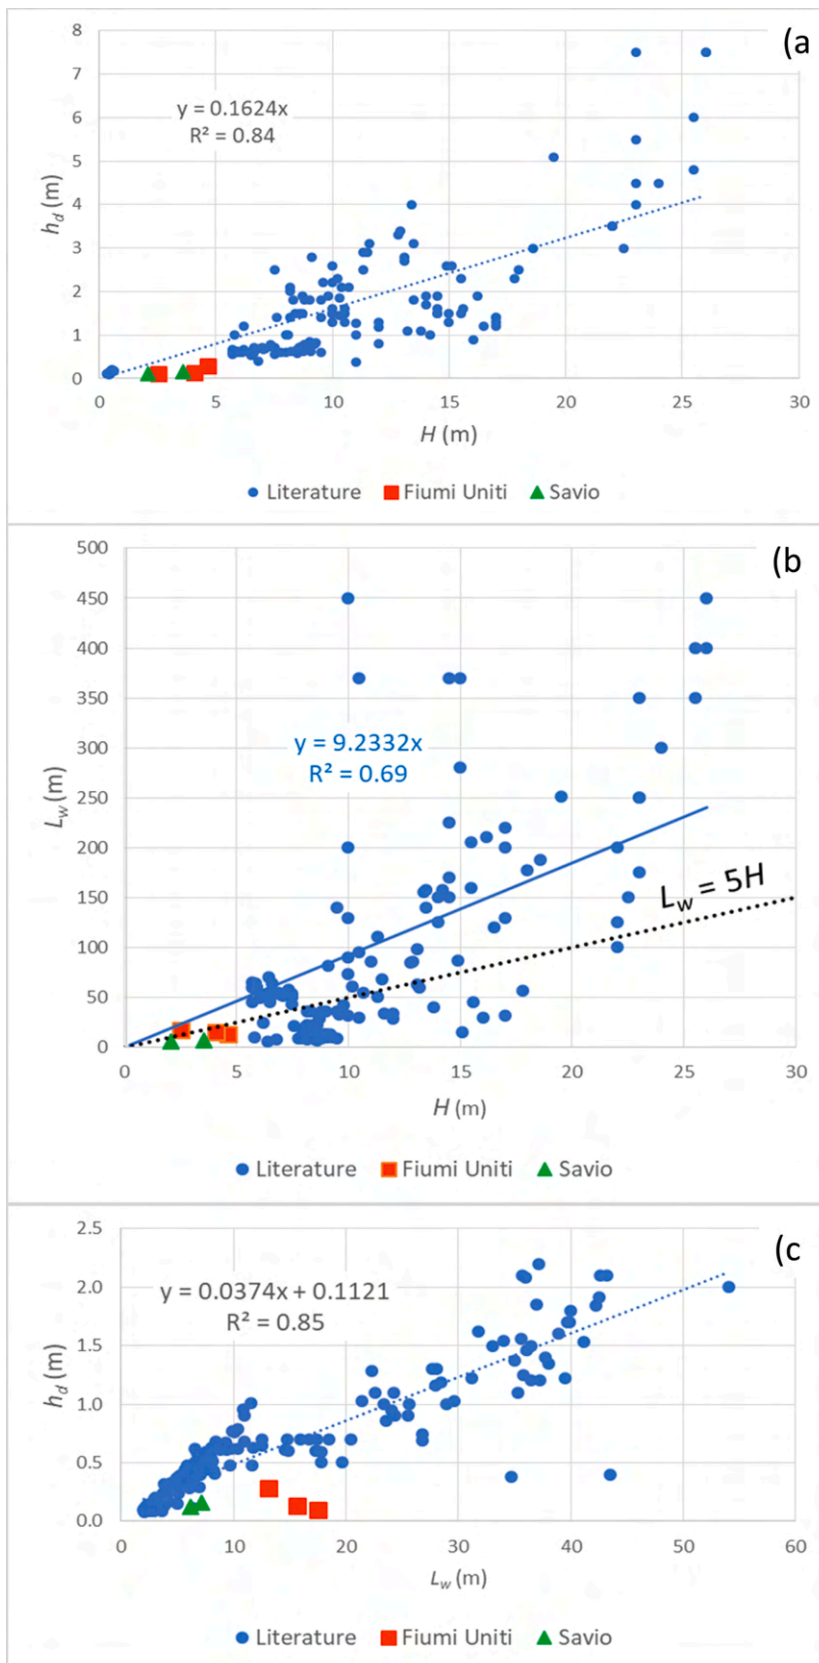 (a
8
7
6
5
4
3
2
1
0
h_d (m)
y = 0.1624x
R² = 0.84
0 5 10 15 20 25 30
H (m)
Literature Fiumi Uniti Savio
(b
500
450
400
350
300
250
200
150
100
50
0
L_w (m)
y = 9.2332x
R² = 0.69
L_w = 5H
0 5 10 15 20 25 30
H (m)
Literature Fiumi Uniti Savio
(c
2.5
2.0
1.5
1.0
0.5
0.0
h_d (m)
y = 0.0374x + 0.1121
R² = 0.85
0 10 20 30 40 50 60
L_w (m)
Literature Fiumi Uniti Savio